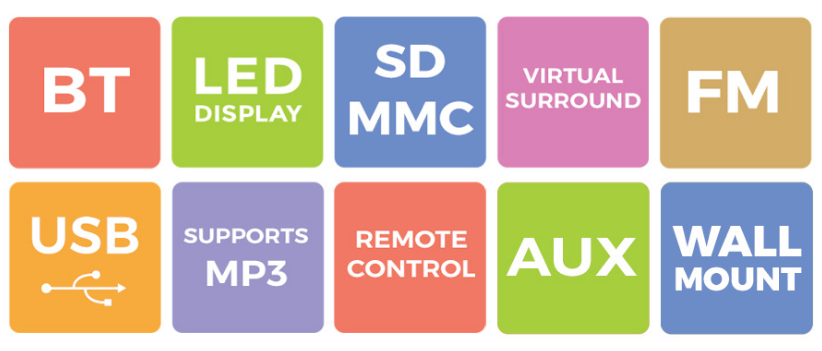 BT
LED
DISPLAY
SD
MMC
VIRTUAL
SURROUND
FM
USB
SUPPORTS
MP3
REMOTE
CONTROL
AUX
WALL
MOUNT